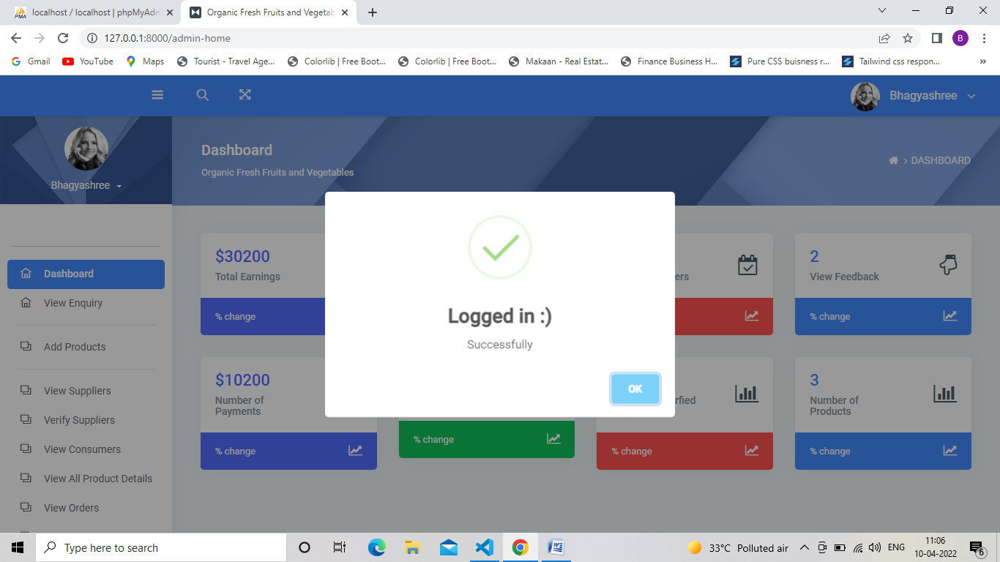 localhost / localhost | phpMyAdm
Organic Fresh Fruits and Vegetab
127.0.0.1:8000/admin-home
B
Gmail
YouTube
Maps
Tourist - Travel Age...
Colorlib | Free Boot...
Colorlib | Free Boot...
Makaan - Real Estat...
Finance Business H...
Pure CSS buisness r...
Tailwind css respon...
»
Bhagyashree
Bhagyashree
Dashboard
Organic Fresh Fruits and Vegetables
> DASHBOARD
Dashboard
View Enquiry
Add Products
View Suppliers
Verify Suppliers
View Consumers
View All Product Details
View Orders
$30200
Total Earnings
% change
2
View Feedback
% change
Logged in :)
Successfully
OK
$10200
Number of
Payments
% change
% change
% change
3
Number of
Products
% change
Type here to search
33°C Polluted air
ENG
11:06
10-04-2022
6